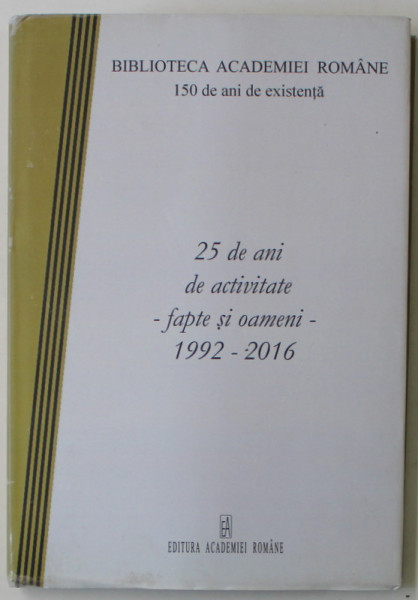 BIBLIOTECA ACADEMIEI ROMÂNE
150 de ani de existență
25 de ani
de activitate
- fapte și oameni -
1992 - 2016
EA
EDITURA ACADEMIEI ROMÂNE